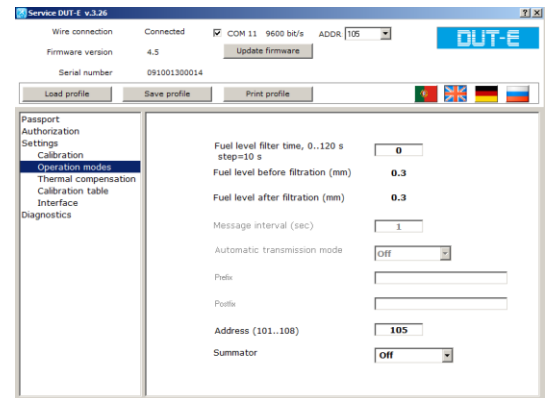 Service DUT-E v.3.26
Wire connection Connected COM 11 9600 bit/s ADDR 105
DUT-E
Firmware version 4.5 Update firmware
Serial number 091001300014
Load profile Save profile Print profile
Passport
Authorization
Settings
Calibration
Operation modes
Thermal compensation
Calibration table
Interface
Diagnostics
Fuel level filter time, 0..120 s
step=10 s 0
Fuel level before filtration (mm) 0.3
Fuel level after filtration (mm) 0.3
Message interval (sec) 1
Automatic transmission mode Off
Prefix
Postfix
Address (101..108) 105
Summator Off